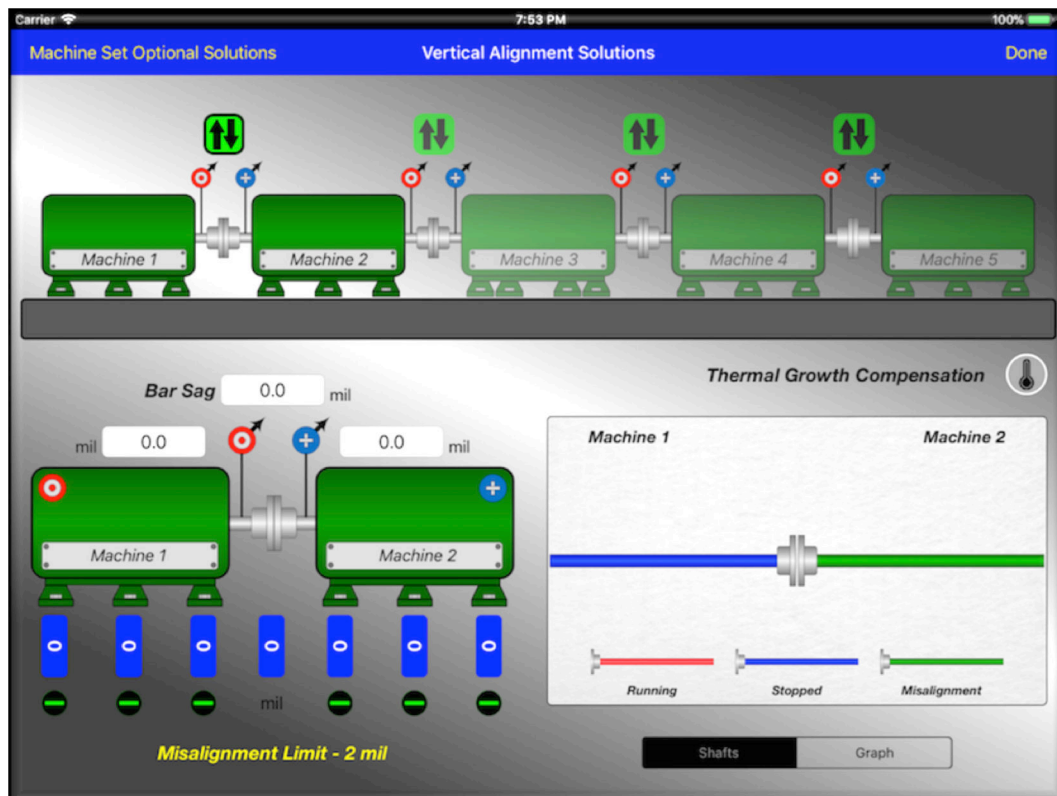 Carrier 7:53 PM 100%
Machine Set Optional Solutions Vertical Alignment Solutions Done
Machine 1 Machine 2 Machine 3 Machine 4 Machine 5
Thermal Growth Compensation
Bar Sag 0.0 mil
mil 0.0 0.0 mil
Machine 1 Machine 2
Machine 1 Machine 2
0 0 0 0 0 0 0
Running Stopped Misalignment
mil
Misalignment Limit - 2 mil
Shafts Graph